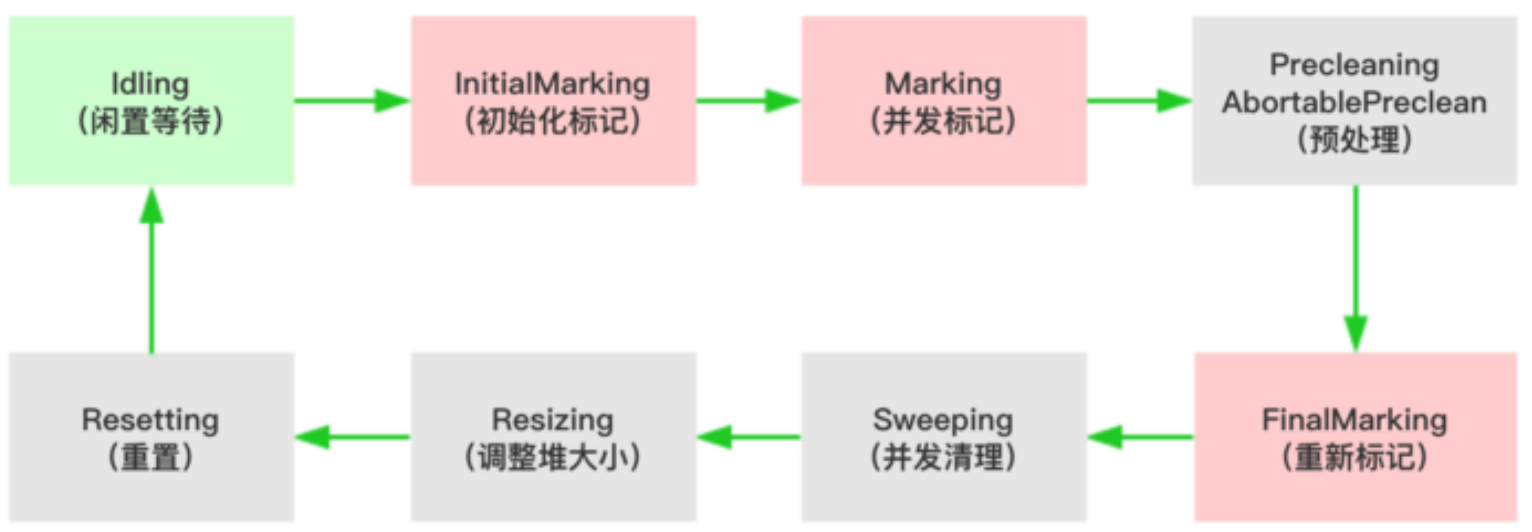 Idling
（闲置等待）
InitialMarking
（初始化标记）
Marking
（并发标记）
Precleaning
AbortablePreclean
（预处理）
FinalMarking
（重新标记）
Sweeping
（并发清理）
Resizing
（调整堆大小）
Resetting
（重置）